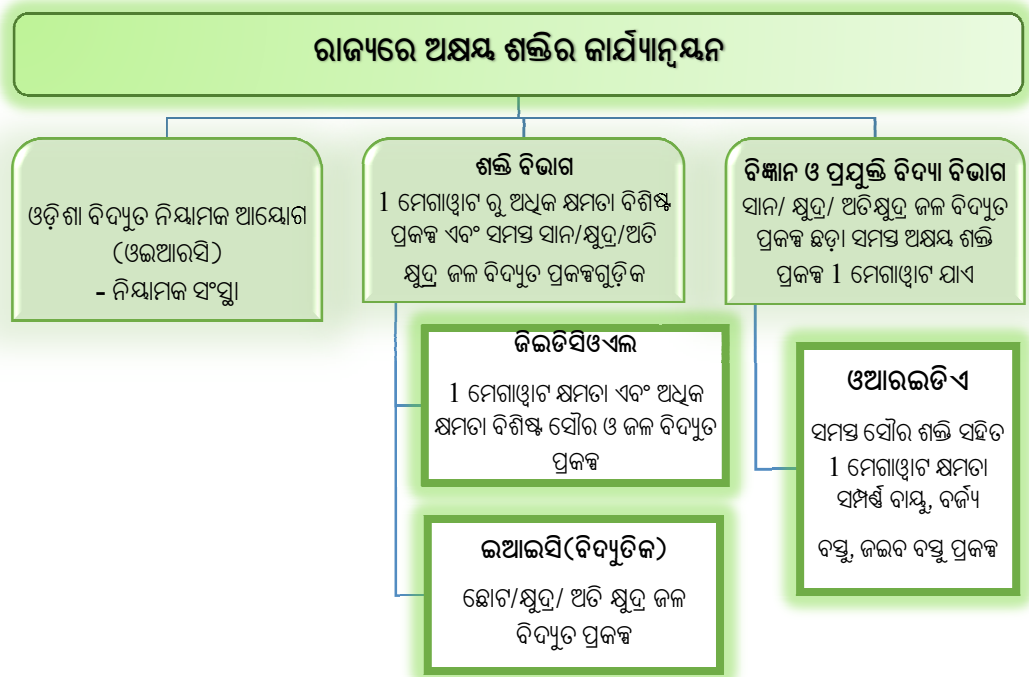 ରାଜ୍ୟରେ ଅକ୍ଷୟ ଶକ୍ତିର କାର୍ଯ୍ୟାନ୍ୱୟନ
ଓଡ଼ିଶା ବିଦ୍ୟୁତ ନିୟାମକ ଆୟୋଗ
(ଓଇଆରସି)
- ନିୟାମକ ସଂସ୍ଥା
ଶକ୍ତି ବିଭାଗ
1 ମେଗାୱାଟ ରୁ ଅଧିକ କ୍ଷମତା ବିଶିଷ୍ଟ
ପ୍ରକଳ୍ପ ଏବଂ ସମସ୍ତ ସାନ/କ୍ଷୁଦ୍ର/ଅତି
କ୍ଷୁଦ୍ର ଜଳ ବିଦ୍ୟୁତ ପ୍ରକଳ୍ପଗୁଡ଼ିକ
ଜିଇଡିସିଓଏଲ
1 ମେଗାୱାଟ କ୍ଷମତା ଏବଂ ଅଧିକ
କ୍ଷମତା ବିଶିଷ୍ଟ ସୌର ଓ ଜଳ ବିଦ୍ୟୁତ
ପ୍ରକଳ୍ପ
ଇଆଇସି(ବିଦ୍ୟୁତିକ)
ଛୋଟ/କ୍ଷୁଦ୍ର/ ଅତି କ୍ଷୁଦ୍ର ଜଳ
ବିଦ୍ୟୁତ ପ୍ରକଳ୍ପ
ବିଜ୍ଞାନ ଓ ପ୍ରଯୁକ୍ତି ବିଦ୍ୟା ବିଭାଗ
ସାନ/ କ୍ଷୁଦ୍ର/ ଅତିକ୍ଷୁଦ୍ର ଜଳ ବିଦ୍ୟୁତ
ପ୍ରକଳ୍ପ ଛଡ଼ା ସମସ୍ତ ଅକ୍ଷୟ ଶକ୍ତି
ପ୍ରକଳ୍ପ 1 ମେଗାୱାଟ ଯାଏ
ଓଆରଇଡିଏ
ସମସ୍ତ ସୌର ଶକ୍ତି ସହିତ
1 ମେଗାୱାଟ କ୍ଷମତା
ସମ୍ପର୍ଣ୍ଣ ବାୟୁ, ବର୍ଜ୍ୟ
ବସ୍ତୁ, ଜଇବ ବସ୍ତୁ ପ୍ରକଳ୍ପ